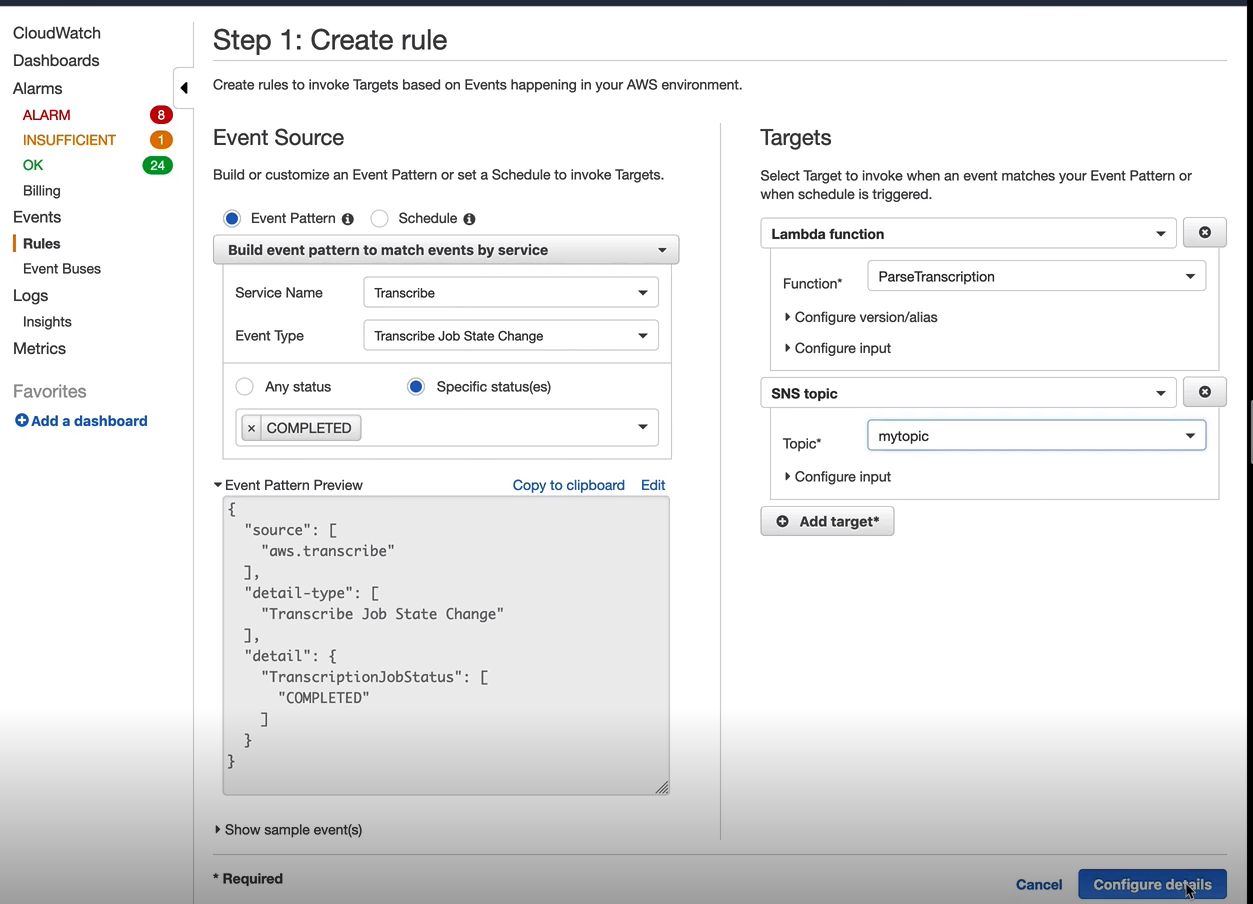 CloudWatch
Dashboards
Alarms
ALARM 8
INSUFFICIENT 1
OK 24
Billing
Events
Rules
Event Buses
Logs
Insights
Metrics
Favorites
Add a dashboard
Step 1: Create rule
Create rules to invoke Targets based on Events happening in your AWS environment.
Event Source
Build or customize an Event Pattern or set a Schedule to invoke Targets.
Event Pattern Schedule
Build event pattern to match events by service
Service Name Transcribe
Event Type Transcribe Job State Change
Any status Specific status(es)
× COMPLETED
Event Pattern Preview Copy to clipboard Edit
{
"source": [
"aws.transcribe"
],
"detail-type": [
"Transcribe Job State Change"
],
"detail": {
"TranscriptionJobStatus": [
"COMPLETED"
]
}
}
Show sample event(s)
Targets
Select Target to invoke when an event matches your Event Pattern or
when schedule is triggered.
Lambda function
Function* ParseTranscription
Configure version/alias
Configure input
SNS topic
Topic* mytopic
Configure input
Add target*
* Required
Cancel Configure details